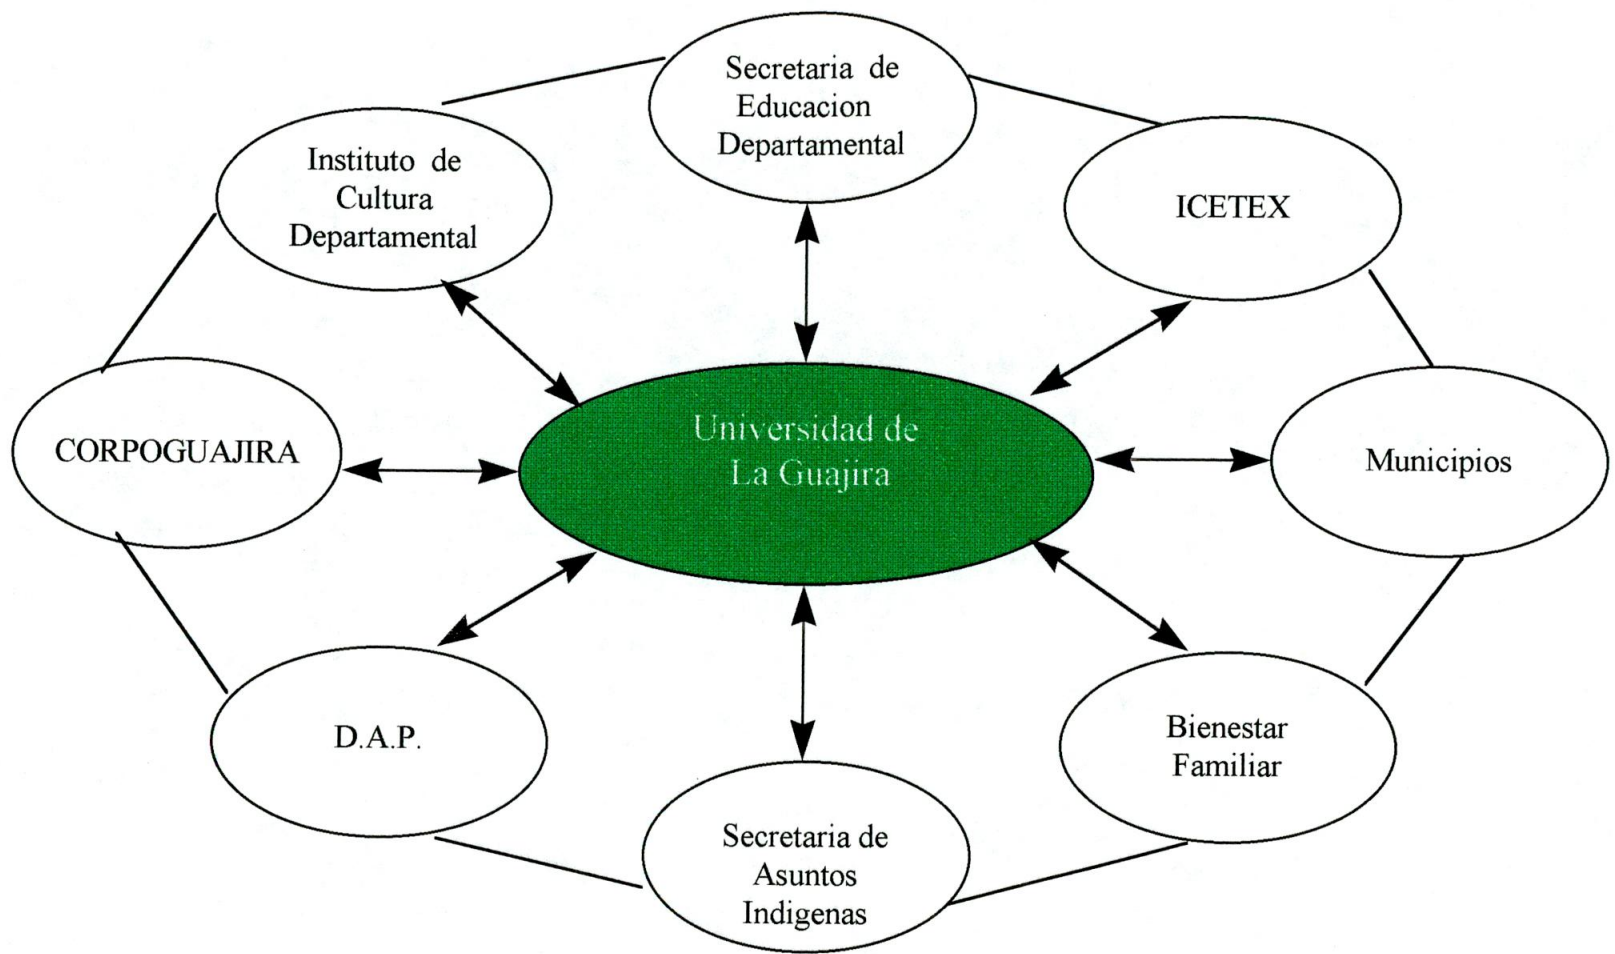 Secretaria de
Educacion
Departamental
Instituto de
Cultura
Departamental
ICETEX
Universidad de
La Guajira
CORPOGUAJIRA
Municipios
D.A.P.
Bienestar
Familiar
Secretaria de
Asuntos
Indigenas